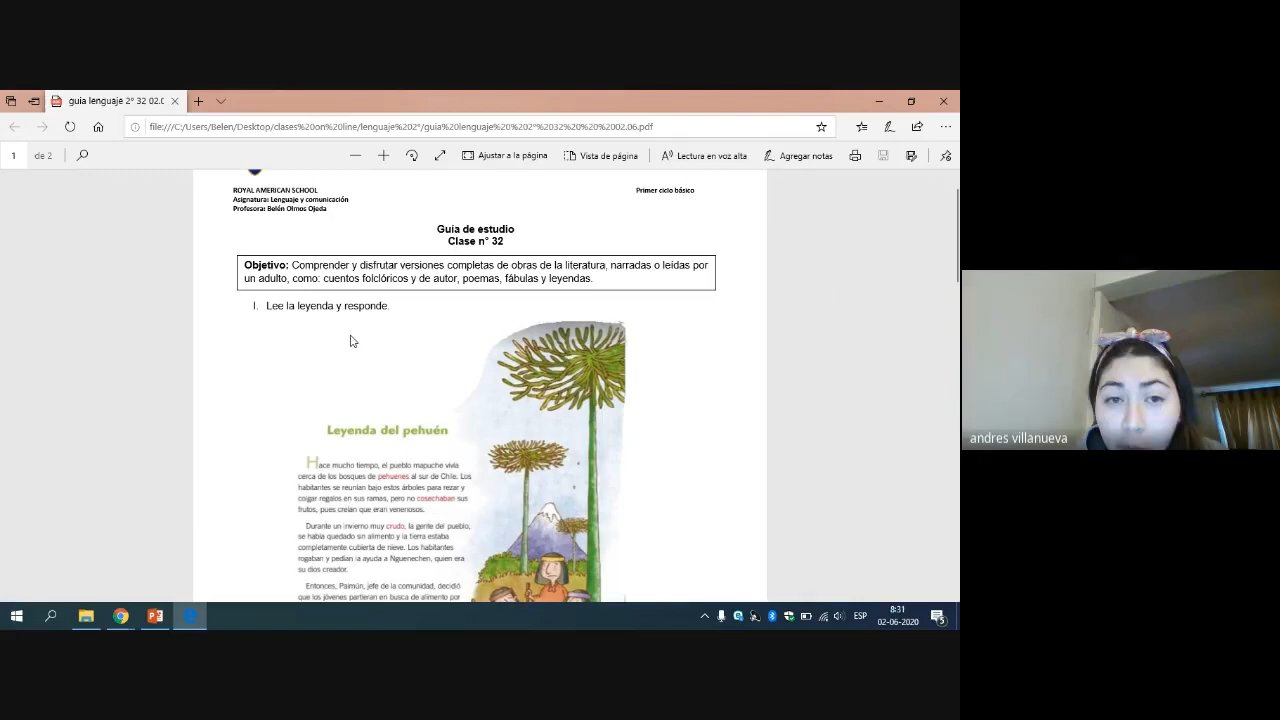 guia lenguaje 2° 32 02.0
file:///C:/Users/Belen/Desktop/clases%20on%20line/lenguaje%202°/guia%20lenguaje%20%202°%2032%20%20%2002.06.pdf
1 de 2
Ajustar a la página
Vista de página
Lectura en voz alta
Agregar notas
ROYAL AMERICAN SCHOOL
Primer ciclo básico
Asignatura: Lenguaje y comunicación
Profesora: Belén Olmos Ojeda
Guía de estudio
Clase n° 32
Objetivo: Comprender y disfrutar versiones completas de obras de la literatura, narradas o leídas por
un adulto, como: cuentos folclóricos y de autor, poemas, fábulas y leyendas.
I. Lee la leyenda y responde.
Leyenda del pehuén
Hace mucho tiempo, el pueblo mapuche vivía
cerca de los bosques de pehuenes al sur de Chile. Los
habitantes se reunían bajo estos árboles para rezar y
colgar regalos en sus ramas, pero no cosechaban sus
frutos, pues creían que eran venenosos.
Durante un invierno muy crudo, la gente del pueblo,
se había quedado sin alimento y la tierra estaba
completamente cubierta de nieve. Los habitantes
rogaban y pedían la ayuda a Nguenechen, quien era
su dios creador.
Entonces, Paimún, jefe de la comunidad, decidió
que los jóvenes partieran en busca de alimento por
andres villanueva
ESP
8:31
02-06-2020
5